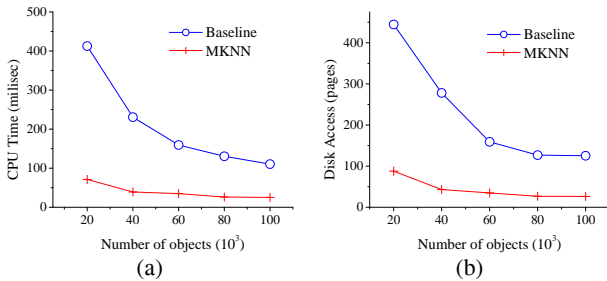 500
400
300
200
100
0
CPU Time (milisec)
Baseline
MKNN
20 40 60 80 100
Number of objects (10³)
(a)
400
300
200
100
0
Disk Access (pages)
Baseline
MKNN
20 40 60 80 100
Number of objects (10³)
(b)